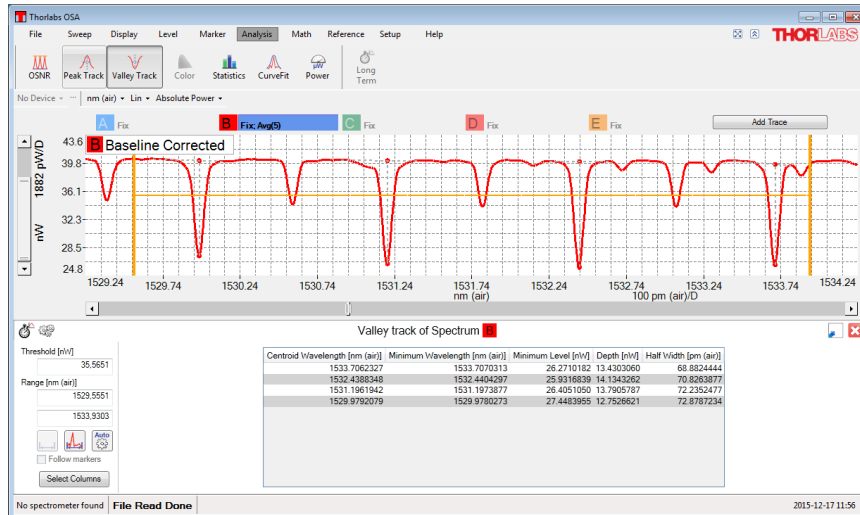 Thorlabs OSA
File Sweep Display Level Marker Analysis Math Reference Setup Help
THORLABS
OSNR Peak Track Valley Track Color Statistics CurveFit µW Power Long Term
No Device nm (air) Lin Absolute Power
A Fix B Fix; Avg(5) C Fix D Fix E Fix Add Trace
B Baseline Corrected
43.6
39.8
36.1
32.3
28.5
24.8
1882 pW/D
nW
1529.24 1529.74 1530.24 1530.74 1531.24 1531.74 1532.24 1532.74 1533.24 1533.74 1534.24
nm (air) 100 pm (air)/D
Valley track of Spectrum B
Threshold [nW]
35,5651
Range [nm (air)]
1529,5551
1533,9303
Auto
Follow markers
Select Columns
Centroid Wavelength [nm (air)] Minimum Wavelength [nm (air)] Minimum Level [nW] Depth [nW] Half Width [pm (air)]
1533.7062327 1533.7070313 26.2710182 13.4303060 68.8824444
1532.4388348 1532.4404297 25.9316839 14.1343262 70.8263877
1531.1961942 1531.1973877 26.4051050 13.7905787 72.2352477
1529.9792079 1529.9780273 27.4483955 12.7526621 72.8787234
No spectrometer found File Read Done 2015-12-17 11:56